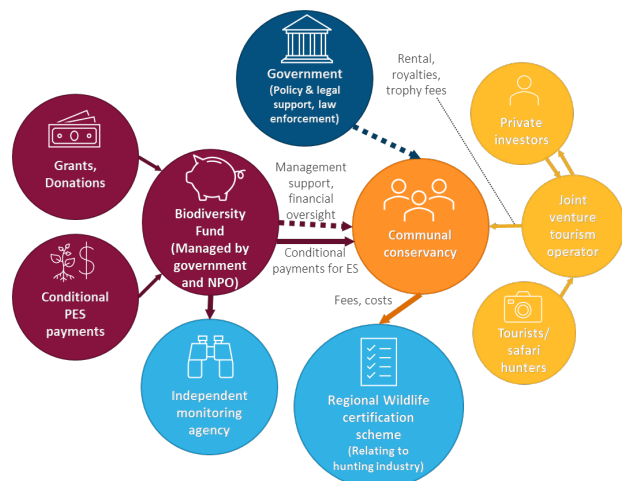 Government
(Policy & legal
support, law
enforcement)
Rental,
royalties,
trophy fees
Private
investors
Grants,
Donations
Management
support,
financial
oversight
Biodiversity
Fund
(Managed by
government
and NPO)
Communal
conservancy
Joint
venture
tourism
operator
Conditional
payments for ES
Conditional
PES
payments
Fees, costs
Tourists/
safari
hunters
Independent
monitoring
agency
Regional Wildlife
certification
scheme
(Relating to
hunting industry)